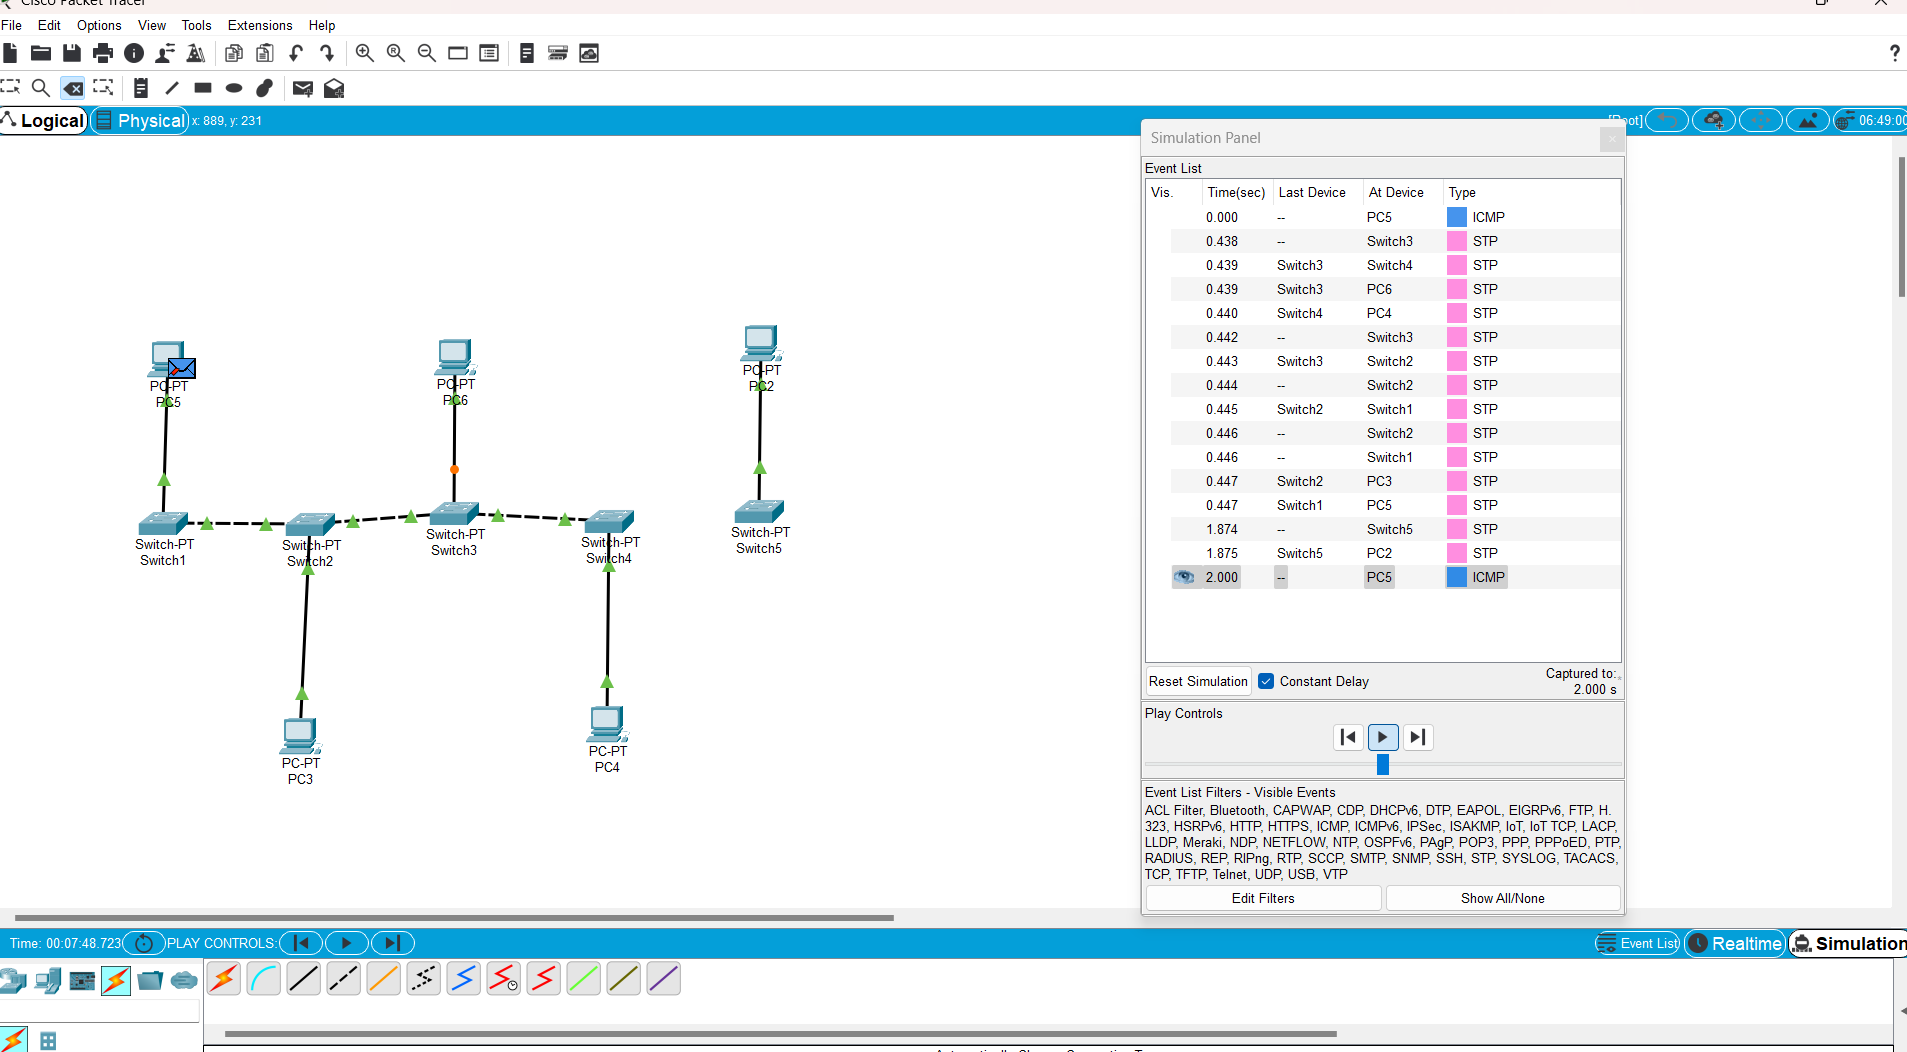 Cisco Packet Tracer
File Edit Options View Tools Extensions Help
Logical Physical x: 889, y: 231
[Root] 06:49:00
Simulation Panel
Event List
Vis. Time(sec) Last Device At Device Type
0.000 -- PC5 ICMP
0.438 -- Switch3 STP
0.439 Switch3 Switch4 STP
0.439 Switch3 PC6 STP
0.440 Switch4 PC4 STP
0.442 -- Switch3 STP
0.443 Switch3 Switch2 STP
0.444 -- Switch2 STP
0.445 Switch2 Switch1 STP
0.446 -- Switch2 STP
0.446 -- Switch1 STP
0.447 Switch2 PC3 STP
0.447 Switch1 PC5 STP
1.874 -- Switch5 STP
1.875 Switch5 PC2 STP
2.000 -- PC5 ICMP
Reset Simulation Constant Delay Captured to:
2.000 s
Play Controls
Event List Filters - Visible Events
ACL Filter, Bluetooth, CAPWAP, CDP, DHCPv6, DTP, EAPOL, EIGRPv6, FTP, H.
323, HSRPv6, HTTP, HTTPS, ICMP, ICMPv6, IPSec, ISAKMP, IoT, IoT TCP, LACP,
LLDP, Meraki, NDP, NETFLOW, NTP, OSPFv6, PAgP, POP3, PPP, PPPoED, PTP,
RADIUS, REP, RIPng, RTP, SCCP, SMTP, SNMP, SSH, STP, SYSLOG, TACACS,
TCP, TFTP, Telnet, UDP, USB, VTP
Edit Filters Show All/None
PC-PT
PC5
PC-PT
PC6
PC-PT
PC2
Switch-PT
Switch1
Switch-PT
Switch2
Switch-PT
Switch3
Switch-PT
Switch4
Switch-PT
Switch5
PC-PT
PC3
PC-PT
PC4
Time: 00:07:48.723 PLAY CONTROLS:
Event List Realtime Simulation